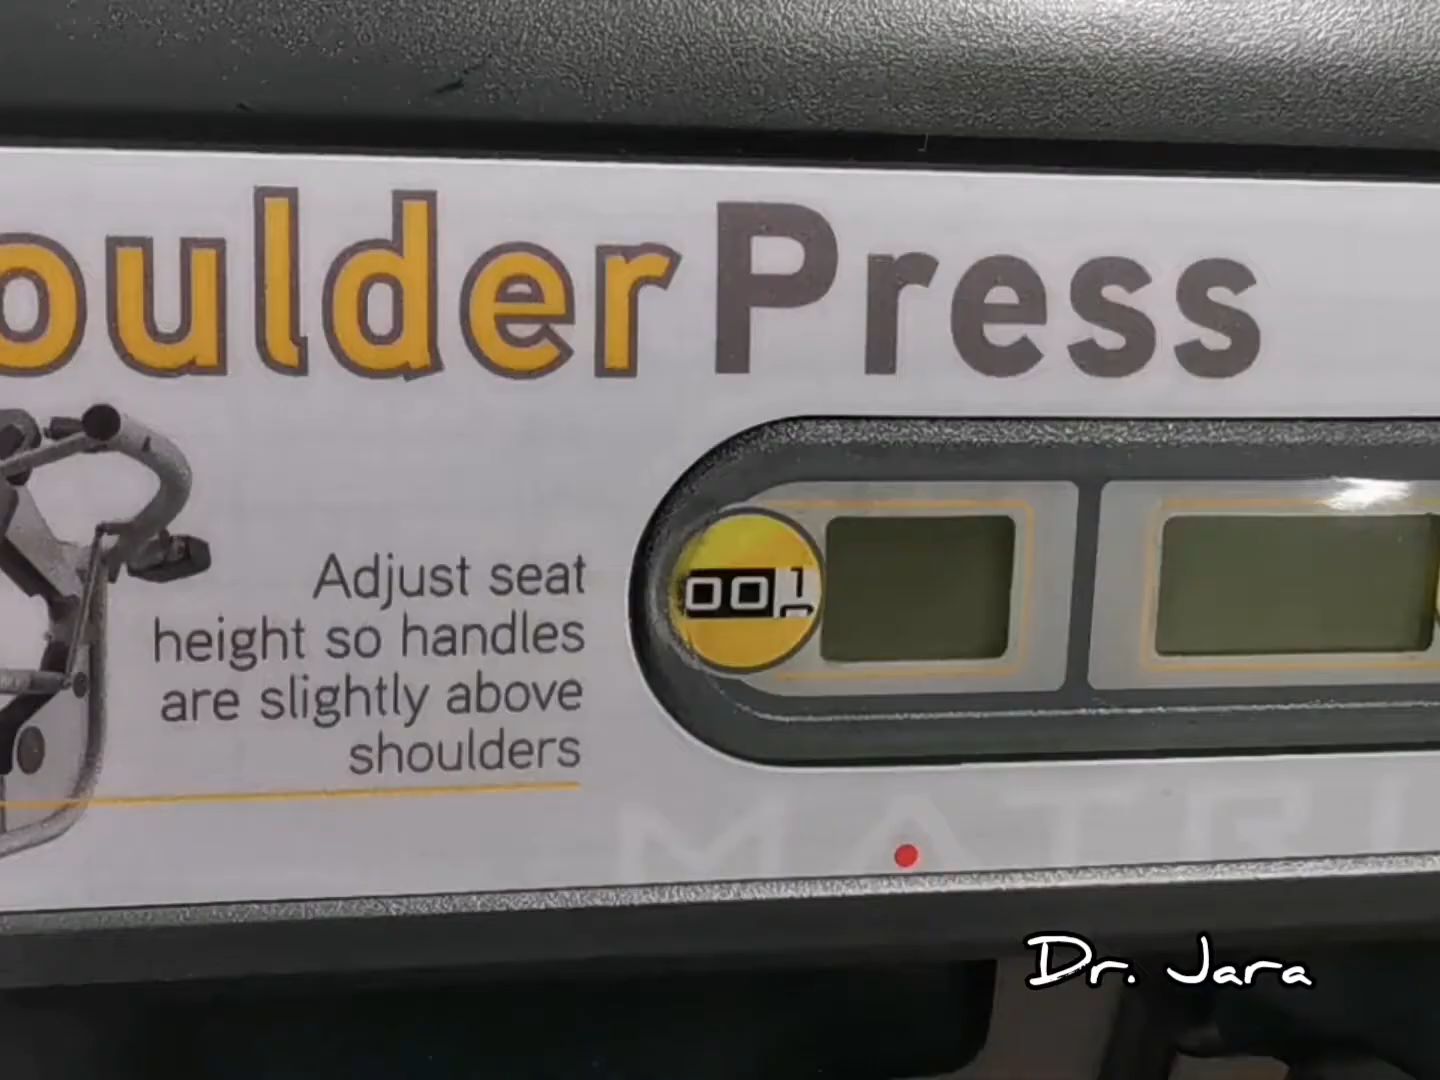 oulder Press
Adjust seat
height so handles
are slightly above
shoulders
001
MATRI
Dr. Jara